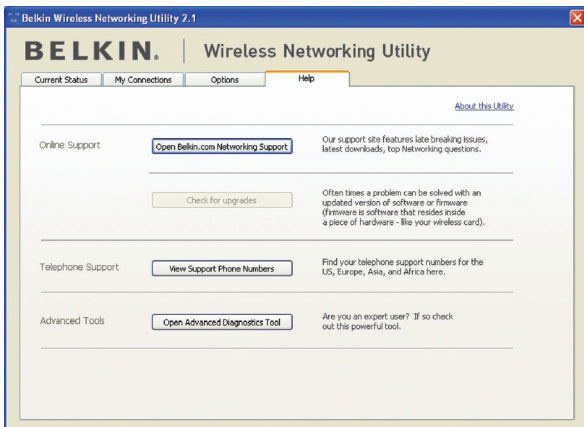 Belkin Wireless Networking Utility 2.1
BELKIN. | Wireless Networking Utility
Current Status My Connections Options Help
About this Utility
Online Support
Open Belkin.com Networking Support
Our support site features late breaking issues,
latest downloads, top Networking questions.
Check for upgrades
Often times a problem can be solved with an
updated version of software or firmware
(firmware is software that resides inside
a piece of hardware - like your wireless card).
Telephone Support
View Support Phone Numbers
Find your telephone support numbers for the
US, Europe, Asia, and Africa here.
Advanced Tools
Open Advanced Diagnostics Tool
Are you an expert user? If so check
out this powerful tool.